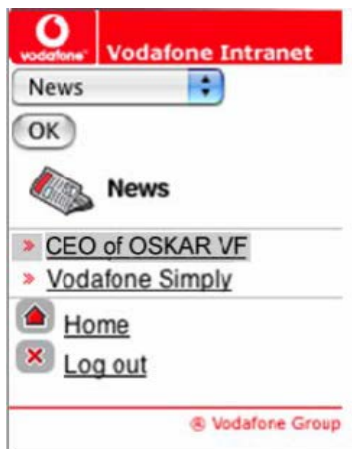 vodafone Vodafone Intranet
News
OK
News
» CEO of OSKAR VF
» Vodafone Simply
Home
Log out
® Vodafone Group